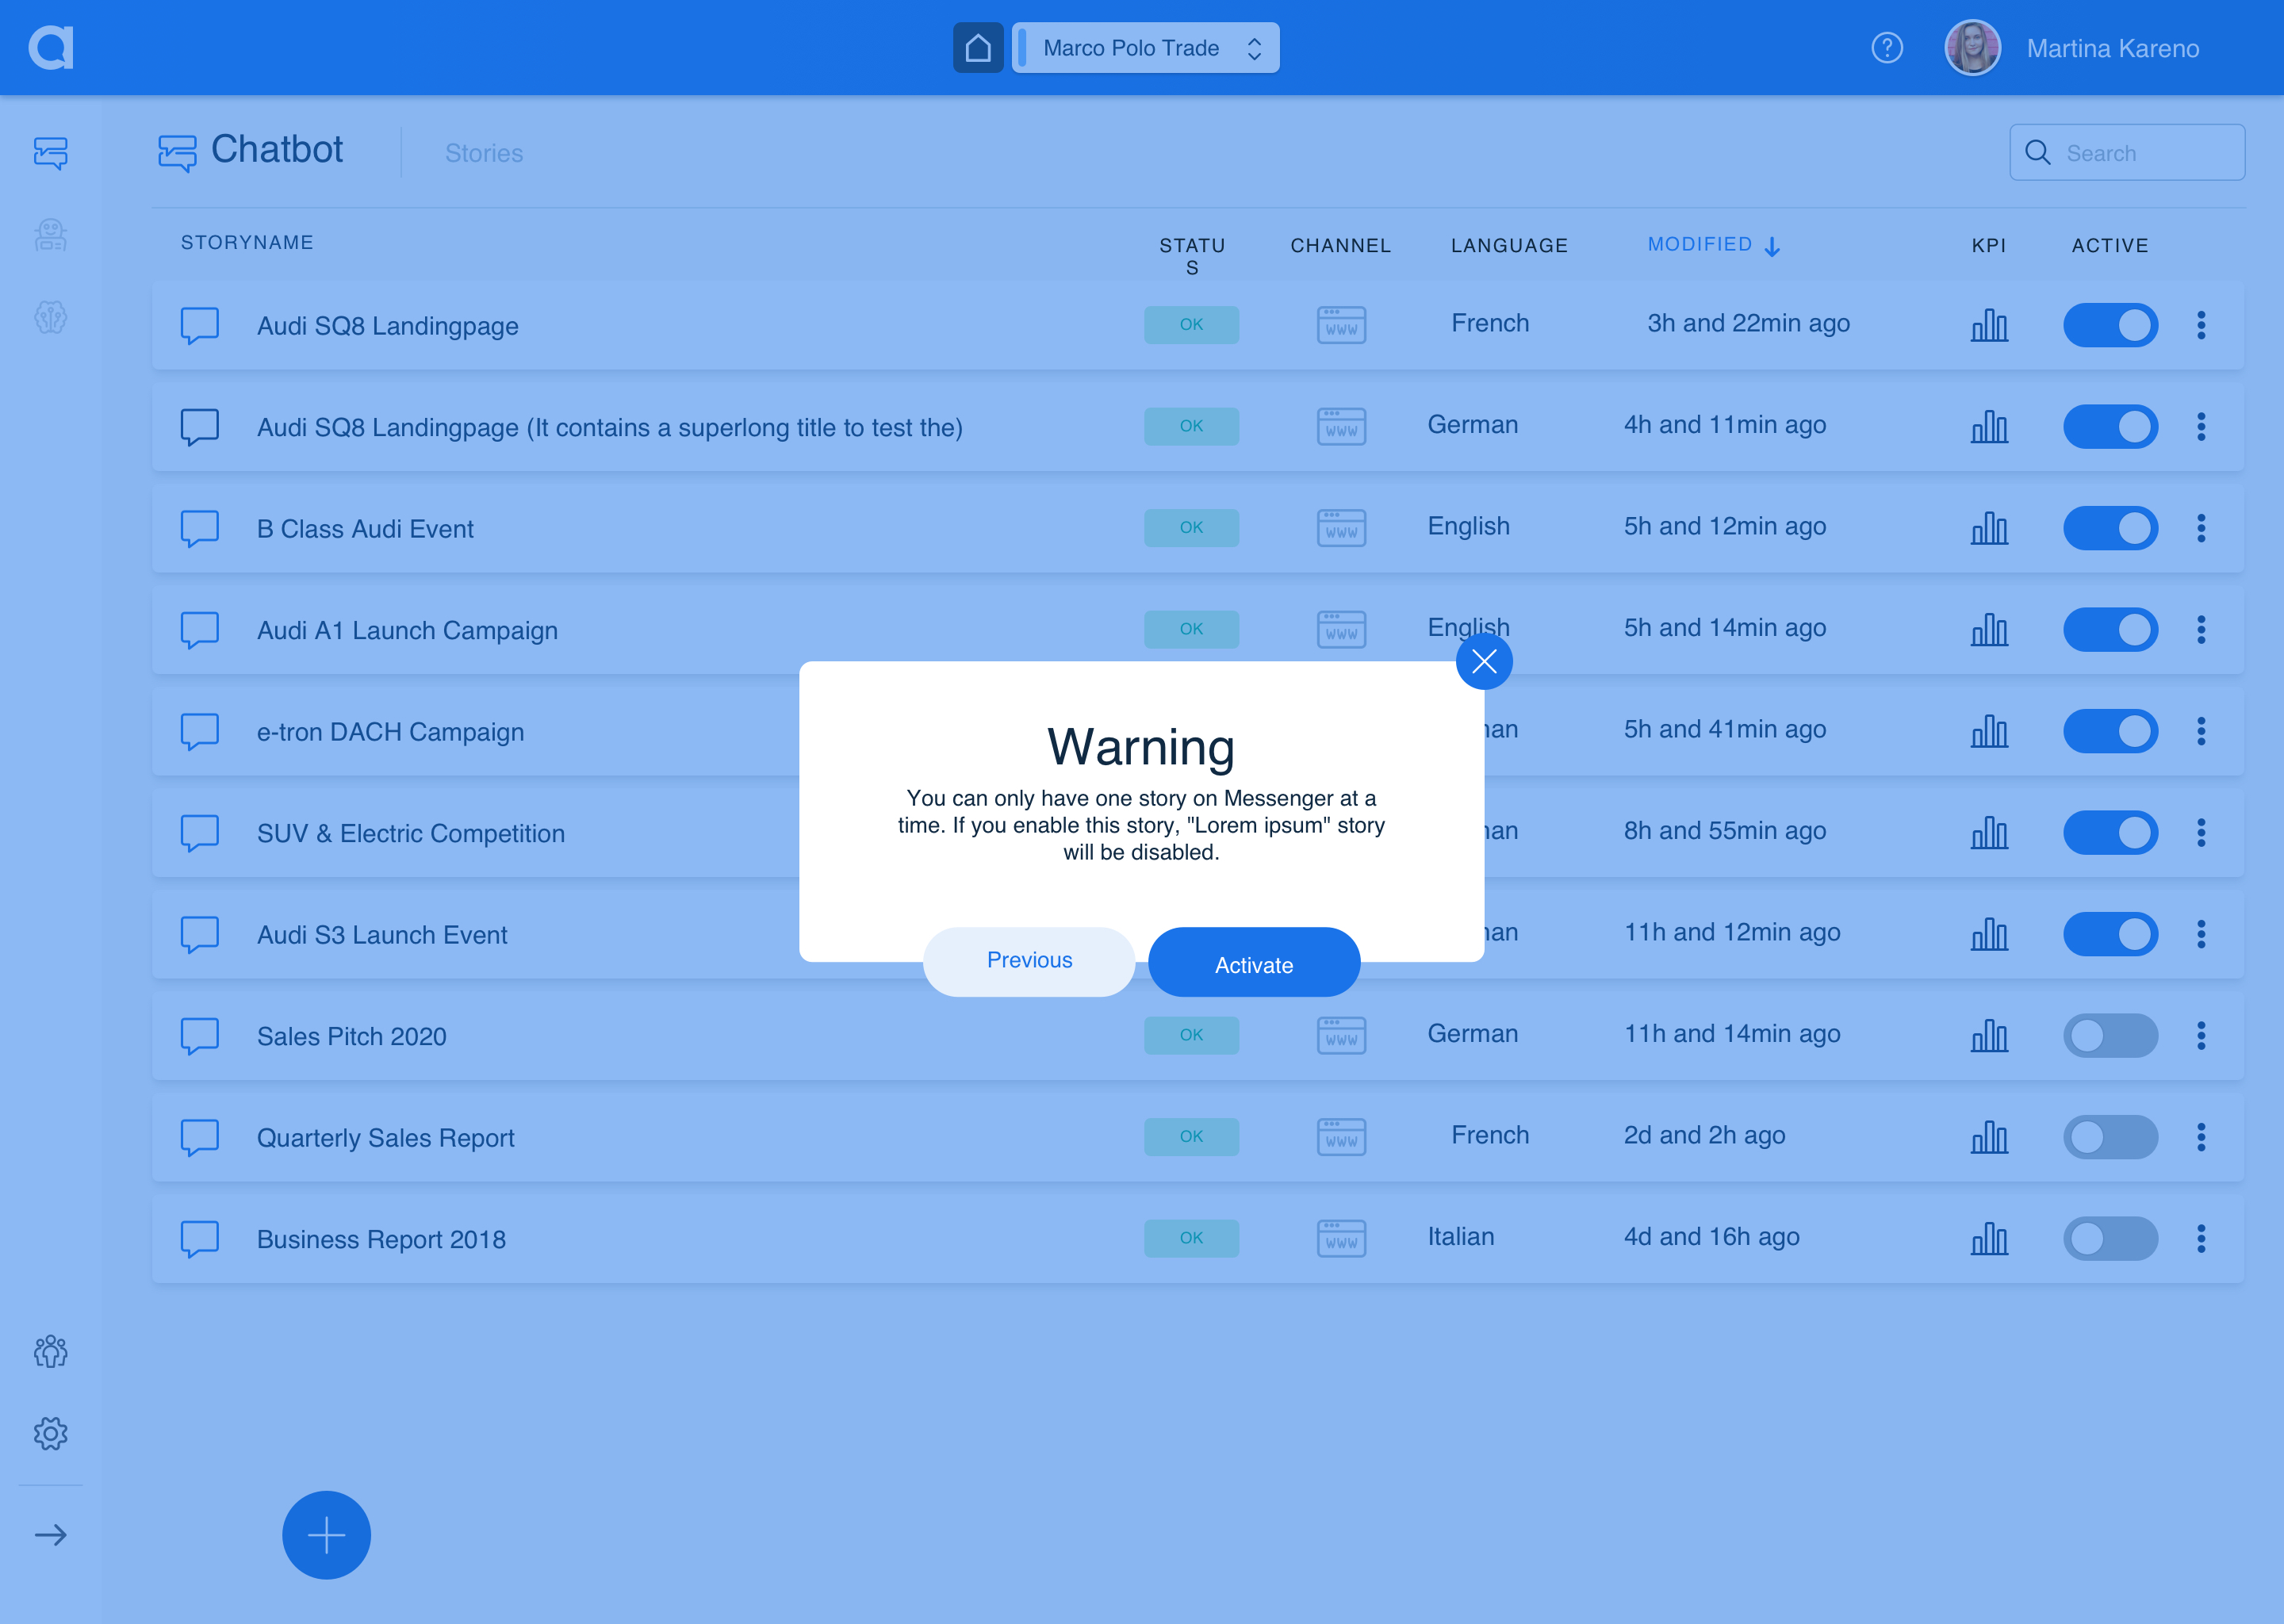 Marco Polo Trade
Martina Kareno
Chatbot
Stories
Search
STORYNAME
STATU
S
CHANNEL
LANGUAGE
MODIFIED
KPI
ACTIVE
Audi SQ8 Landingpage
OK
WWW
French
3h and 22min ago
Audi SQ8 Landingpage (It contains a superlong title to test the)
OK
WWW
German
4h and 11min ago
B Class Audi Event
OK
WWW
English
5h and 12min ago
Audi A1 Launch Campaign
OK
WWW
English
5h and 14min ago
e-tron DACH Campaign
5h and 41min ago
SUV & Electric Competition
8h and 55min ago
Audi S3 Launch Event
11h and 12min ago
Warning
You can only have one story on Messenger at a
time. If you enable this story, "Lorem ipsum" story
will be disabled.
Previous
Activate
Sales Pitch 2020
OK
WWW
German
11h and 14min ago
Quarterly Sales Report
OK
WWW
French
2d and 2h ago
Business Report 2018
OK
WWW
Italian
4d and 16h ago